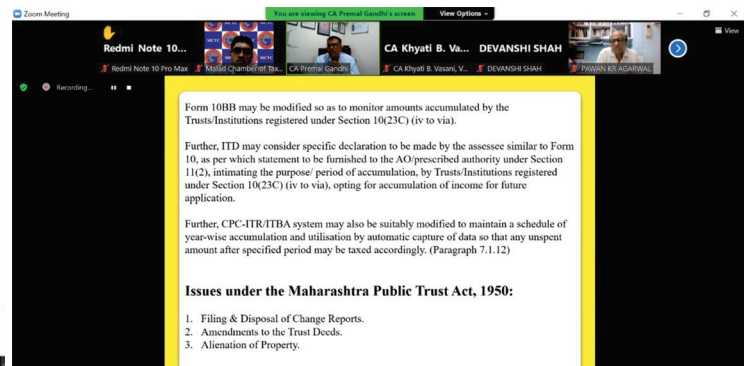 Zoom Meeting
You are viewing CA Premal Gandhi's screen
View Options
View
Redmi Note 10...
CA Khyati B. Va...
DEVANSHI SHAH
Redmi Note 10 Pro Max
Malad Chamber of Tax...
CA Premal Gandhi
CA Khyati B. Vasani, V...
DEVANSHI SHAH
PAWAN KR AGARWAL
Recording...
Form 10BB may be modified so as to monitor amounts accumulated by the
Trusts/Institutions registered under Section 10(23C) (iv to via).
Further, ITD may consider specific declaration to be made by the assessee similar to Form
10, as per which statement to be furnished to the AO/prescribed authority under Section
11(2), intimating the purpose/ period of accumulation, by Trusts/Institutions registered
under Section 10(23C) (iv to via), opting for accumulation of income for future
application.
Further, CPC-ITR/ITBA system may also be suitably modified to maintain a schedule of
year-wise accumulation and utilisation by automatic capture of data so that any unspent
amount after specified period may be taxed accordingly. (Paragraph 7.1.12)
Issues under the Maharashtra Public Trust Act, 1950:
1. Filing & Disposal of Change Reports.
2. Amendments to the Trust Deeds.
3. Alienation of Property.